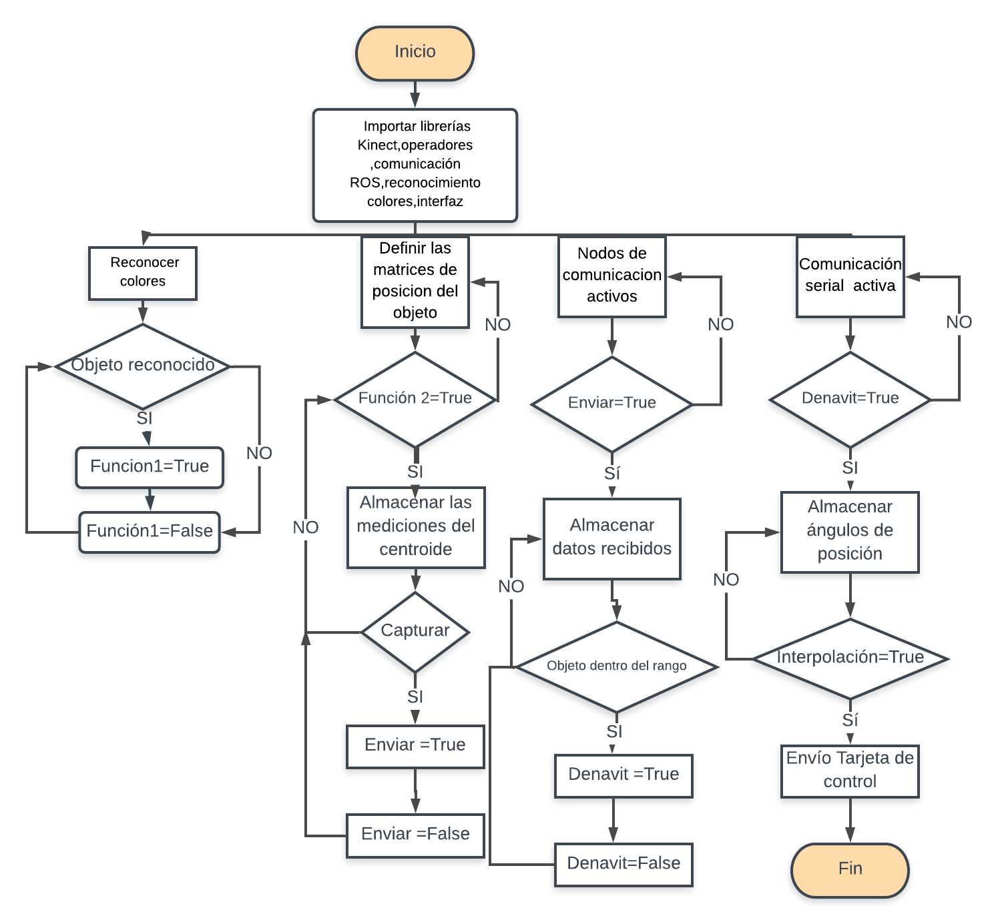 Inicio
Importar librerías
Kinect,operadores
,comunicación
ROS,reconocimiento
colores,interfaz
Reconocer
colores
Objeto reconocido
SI
NO
Funcion1=True
Función1=False
Definir las
matrices de
posicion del
objeto
NO
Función 2=True
SI
Almacenar las
mediciones del
centroide
NO
Capturar
SI
Enviar =True
Enviar =False
Nodos de
comunicacion
activos
NO
Enviar=True
Sí
Almacenar
datos recibidos
NO
Objeto dentro del rango
SI
Denavit =True
Denavit=False
Comunicación
serial  activa
NO
Denavit=True
SI
Almacenar
ángulos de
posición
NO
Interpolación=True
Sí
Envío Tarjeta de
control
Fin